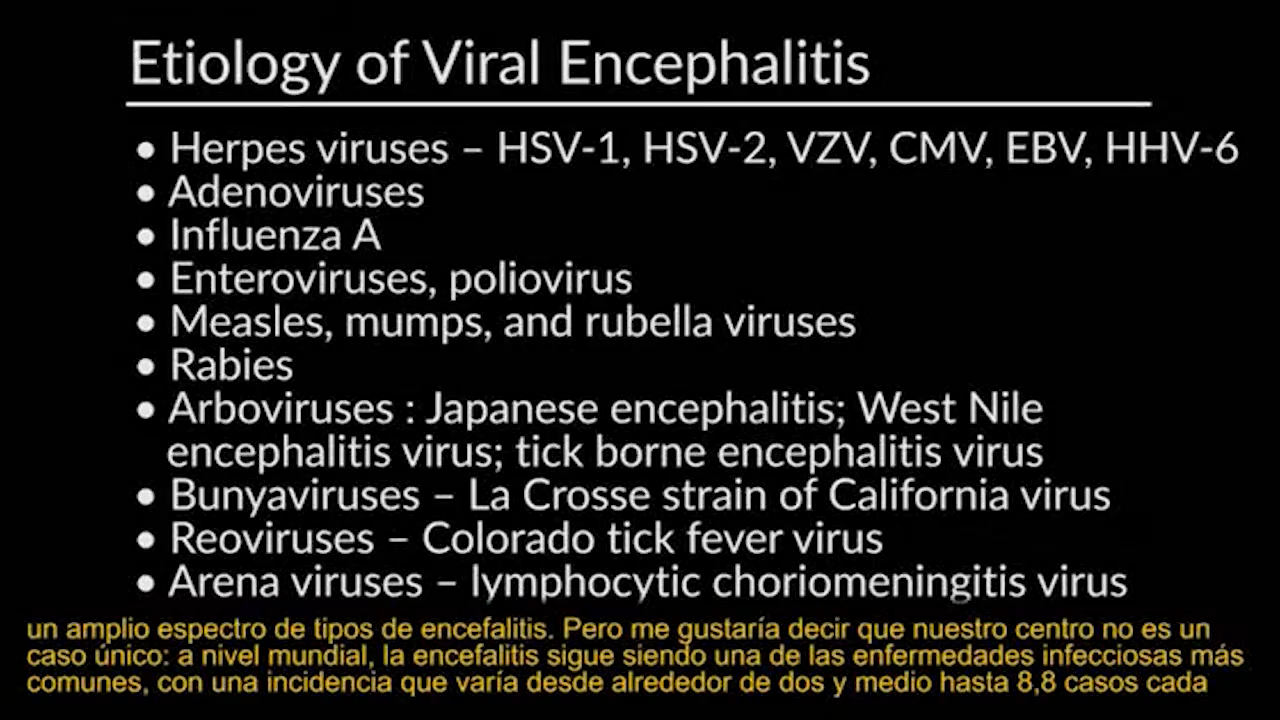 Etiology of Viral Encephalitis
• Herpes viruses – HSV-1, HSV-2, VZV, CMV, EBV, HHV-6
• Adenoviruses
• Influenza A
• Enteroviruses, poliovirus
• Measles, mumps, and rubella viruses
• Rabies
• Arboviruses : Japanese encephalitis; West Nile
encephalitis virus; tick borne encephalitis virus
• Bunyaviruses – La Crosse strain of California virus
• Reoviruses – Colorado tick fever virus
• Arena viruses – lymphocytic choriomeningitis virus
un amplio espectro de tipos de encefalitis. Pero me gustaría decir que nuestro centro no es un
caso único: a nivel mundial, la encefalitis sigue siendo una de las enfermedades infecciosas más
comunes, con una incidencia que varía desde alrededor de dos y medio hasta 8,8 casos cada